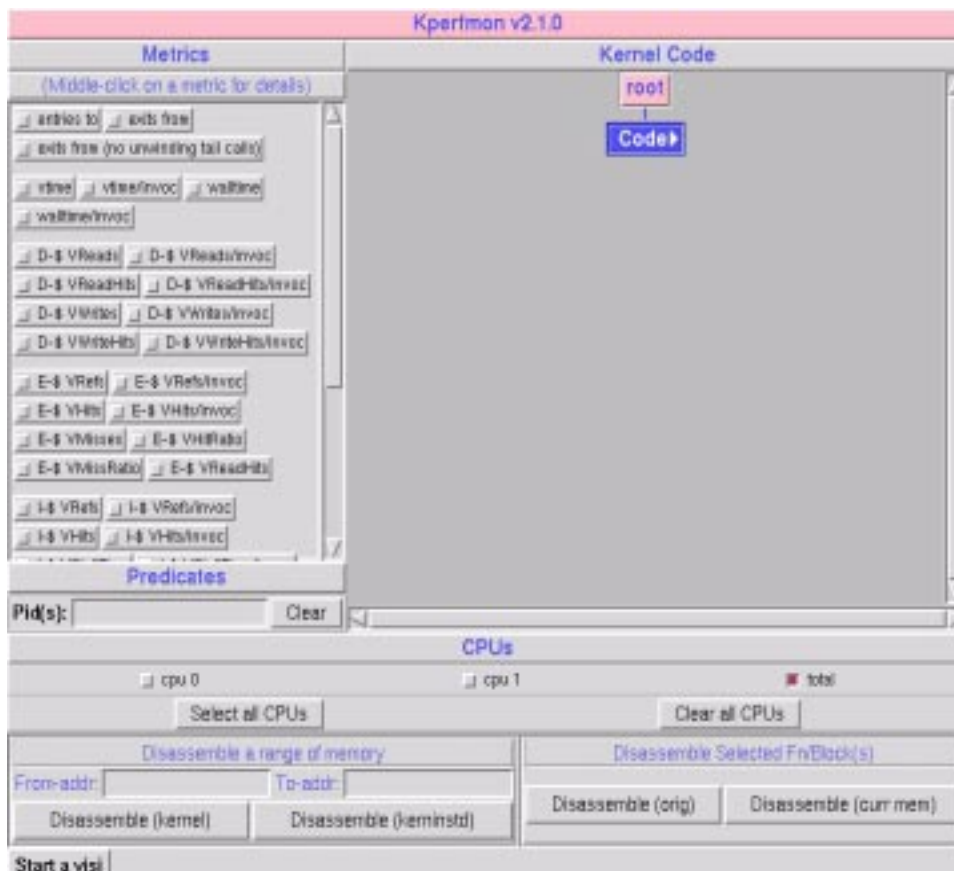 Kperfmon v2.1.0
Metrics
Kernel Code
(Middle-click on a metric for details)
root
Code
entries to exits from
exits from (no unwinding tail calls)
vtime vtime/invoc walltime
walltime/invoc
D-$ VReads D-$ VReads/invoc
D-$ VReadHits D-$ VReadHits/invoc
D-$ VWrites D-$ VWrites/invoc
D-$ VWriteHits D-$ VWriteHits/invoc
E-$ VRefs E-$ VRefs/invoc
E-$ VHits E-$ VHits/invoc
E-$ VMisses E-$ VHitRatio
E-$ VMissRatio E-$ VReadHits
I-$ VRefs I-$ VRefs/invoc
I-$ VHits I-$ VHits/invoc
Predicates
Pid(s): Clear
CPUs
cpu 0 cpu 1 total
Select all CPUs Clear all CPUs
Disassemble a range of memory
Disassemble Selected Fn/Block(s)
From-addr: To-addr:
Disassemble (kernel) Disassemble (kerninstd)
Disassemble (orig) Disassemble (curr mem)
Start a visi